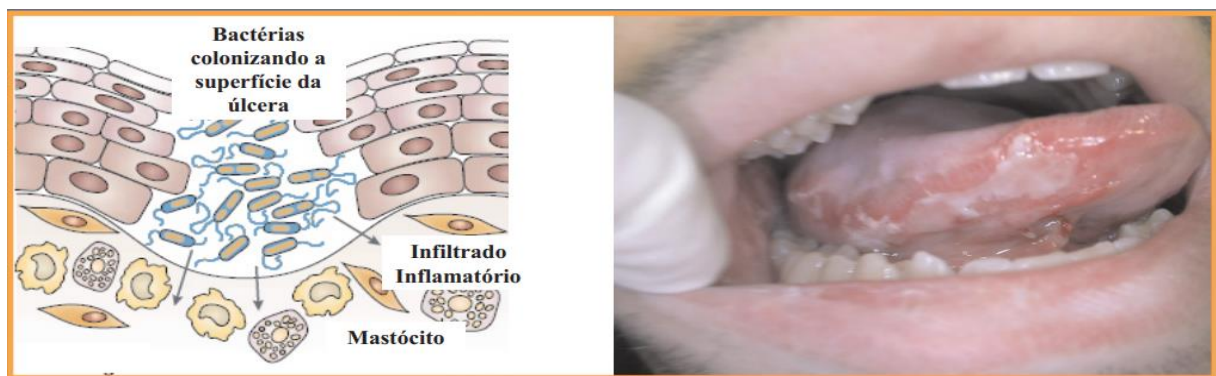 Bactérias
colonizando a
superfície da
úlcera
Infiltrado
Inflamatório
Mastócito